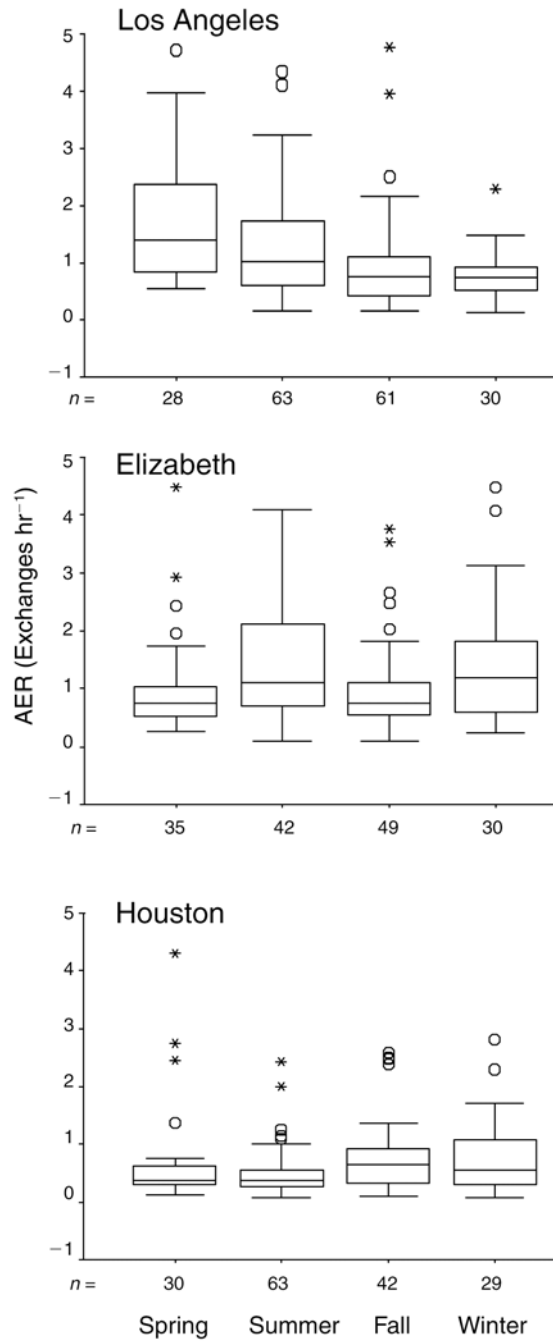 Los Angeles
5
4
3
2
1
0
−1
n = 28 63 61 30
Elizabeth
AER (Exchanges hr⁻¹)
5
4
3
2
1
0
−1
n = 35 42 49 30
Houston
5
4
3
2
1
0
−1
n = 30 63 42 29
Spring Summer Fall Winter